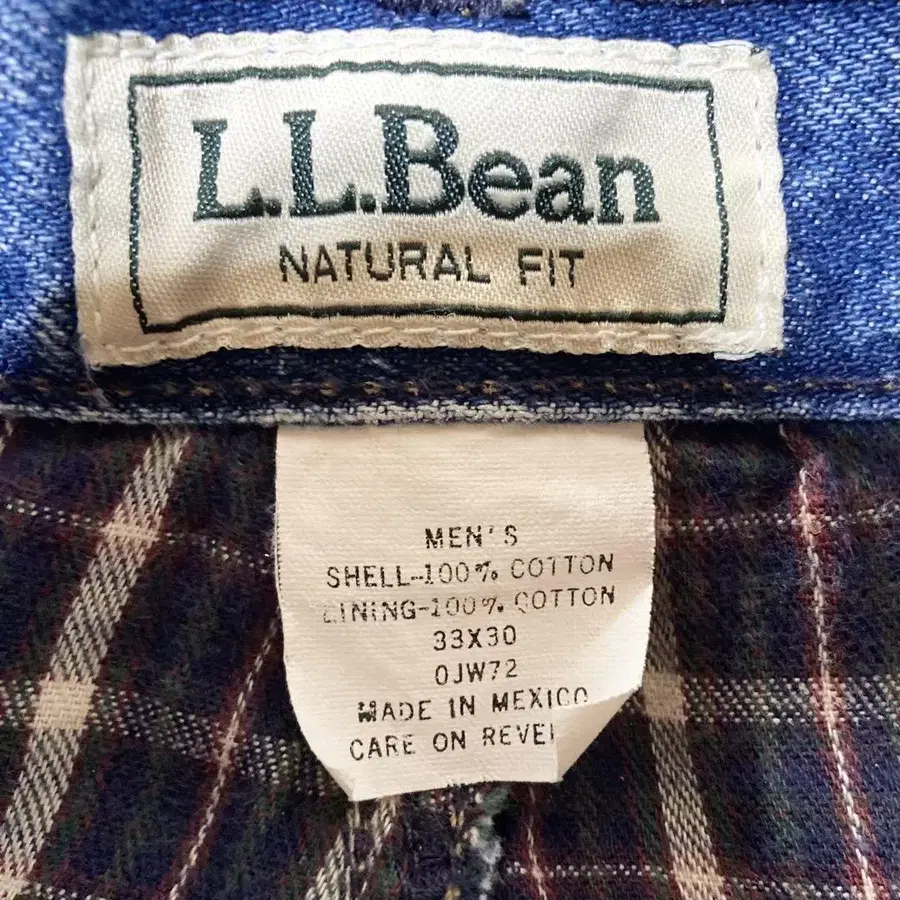 L.L.Bean
NATURAL FIT
MEN'S
SHELL-100% COTTON
LINING-100% COTTON
33X30
0JW72
MADE IN MEXICO
CARE ON